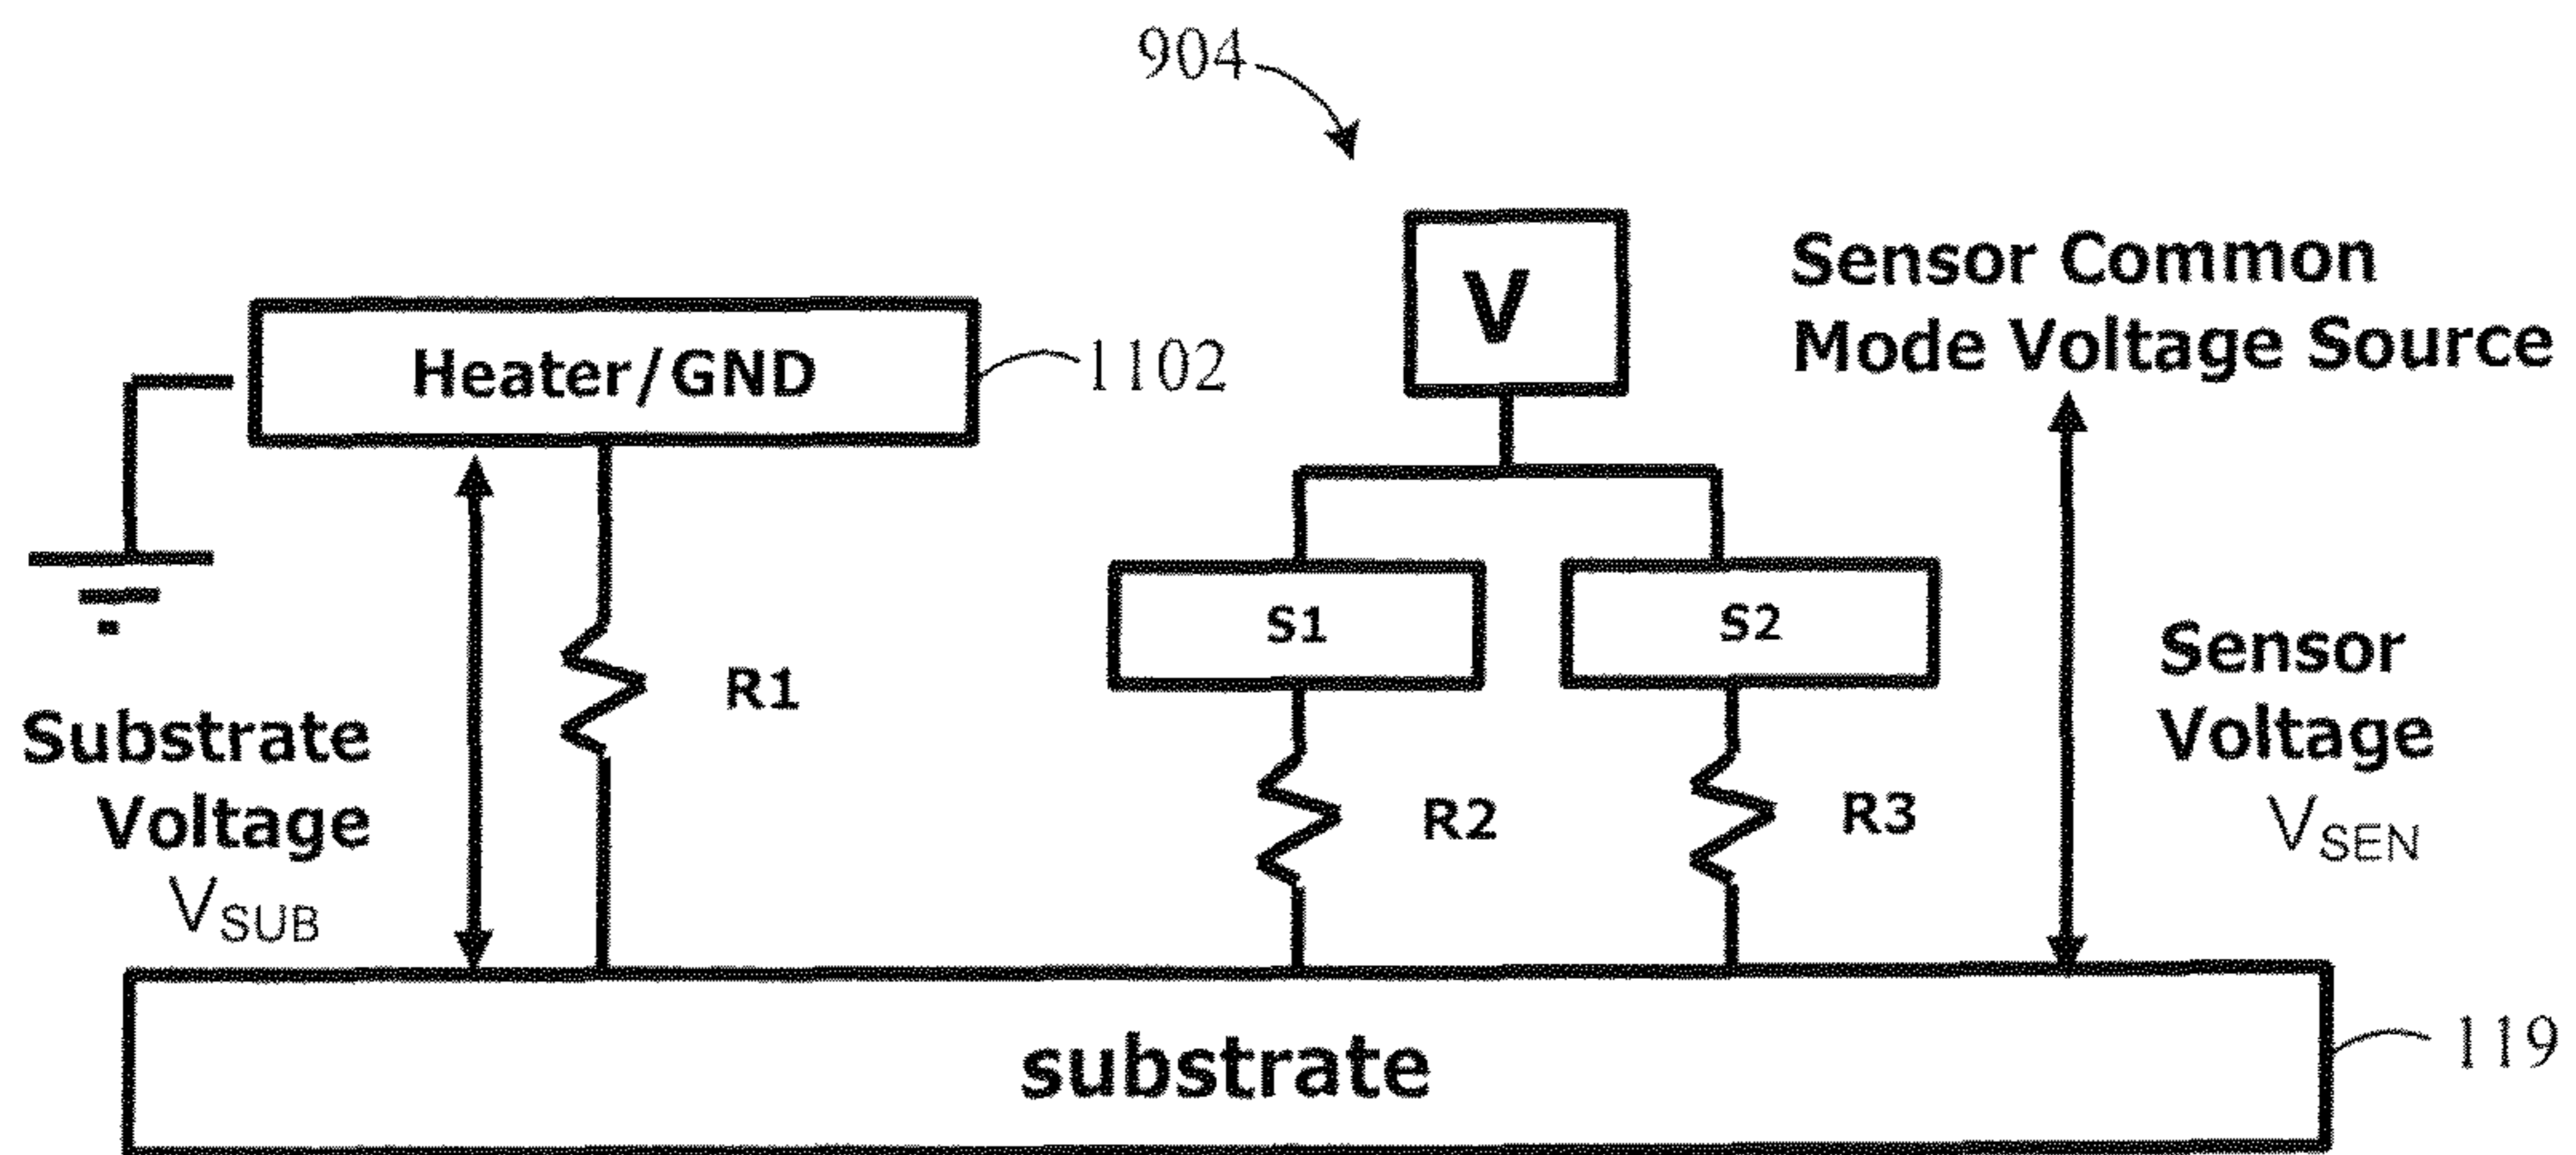 904
V
Sensor Common
Mode Voltage Source
Heater/GND
1102
S1
S2
R1
Sensor
Voltage
VSEN
Substrate
Voltage
VSUB
R2
R3
substrate
119